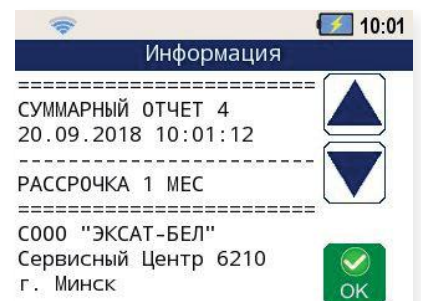 10:01
Информация
========================
СУММАРНЫЙ ОТЧЕТ 4
20.09.2018 10:01:12
------------------------
РАССРОЧКА 1 МЕС
========================
СООО "ЭКСАТ-БЕЛ"
Сервисный Центр 6210
г. Минск
OK